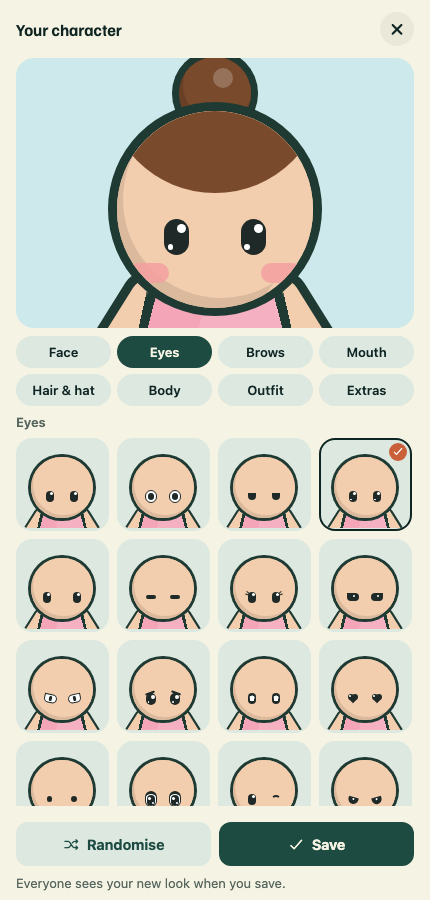 Your character
Face
Eyes
Brows
Mouth
Hair & hat
Body
Outfit
Extras
Eyes
Randomise
Save
Everyone sees your new look when you save.